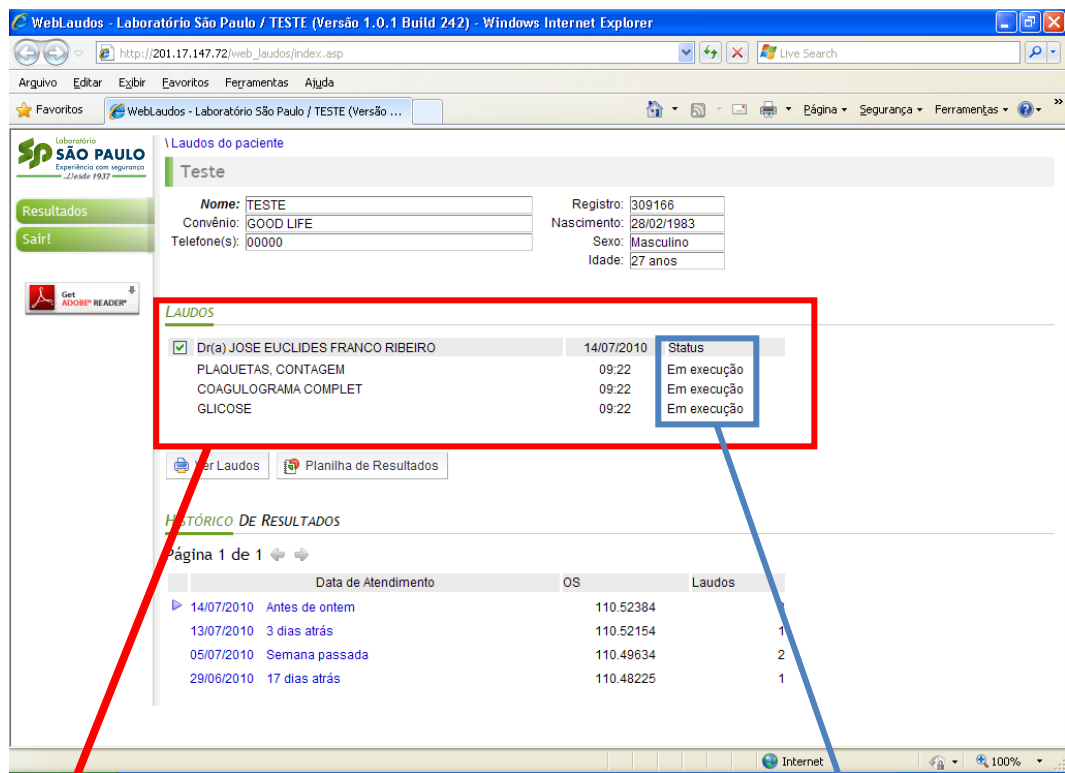 WebLaudos - Laboratório São Paulo / TESTE (Versão 1.0.1 Build 242) - Windows Internet Explorer
http://201.17.147.72/web_laudos/index.asp
Live Search
Arquivo Editar Exibir Favoritos Ferramentas Ajuda
Favoritos WebLaudos - Laboratório São Paulo / TESTE (Versão ... Página Segurança Ferramentas
Laboratório
SP SÃO PAULO
Experiência com segurança
Desde 1937
Resultados
Sair!
Get
ADOBE® READER®
\ Laudos do paciente
Teste
Nome: TESTE Registro: 309166
Convênio: GOOD LIFE Nascimento: 28/02/1983
Telefone(s): 00000 Sexo: Masculino
Idade: 27 anos
LAUDOS
Dr(a) JOSE EUCLIDES FRANCO RIBEIRO 14/07/2010 Status
PLAQUETAS, CONTAGEM 09:22 Em execução
COAGULOGRAMA COMPLET 09:22 Em execução
GLICOSE 09:22 Em execução
Ver Laudos Planilha de Resultados
HISTÓRICO DE RESULTADOS
Página 1 de 1
Data de Atendimento OS Laudos
14/07/2010 Antes de ontem 110.52384
13/07/2010 3 dias atrás 110.52154 1
05/07/2010 Semana passada 110.49634 2
29/06/2010 17 dias atrás 110.48225 1
Internet 100%